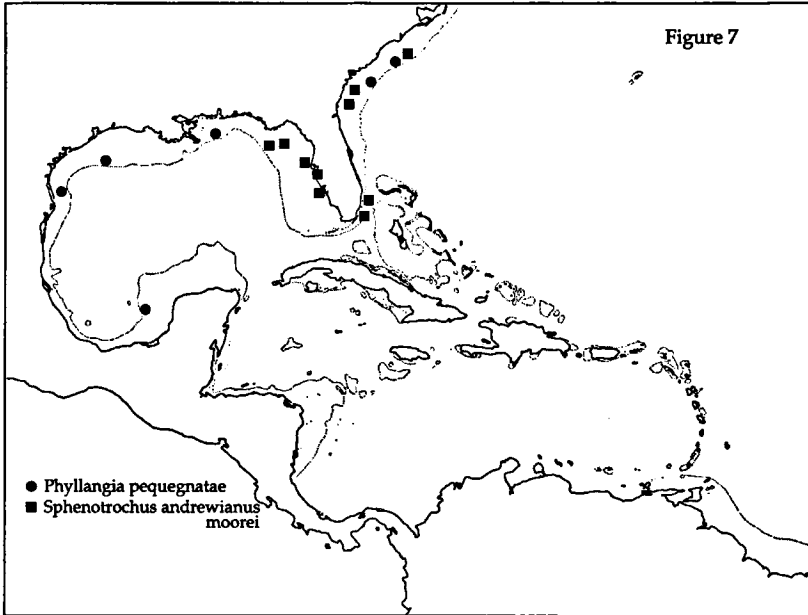 Figure 7
Phyllangia pequegnatae
Sphenotrochus andrewianus
moorei